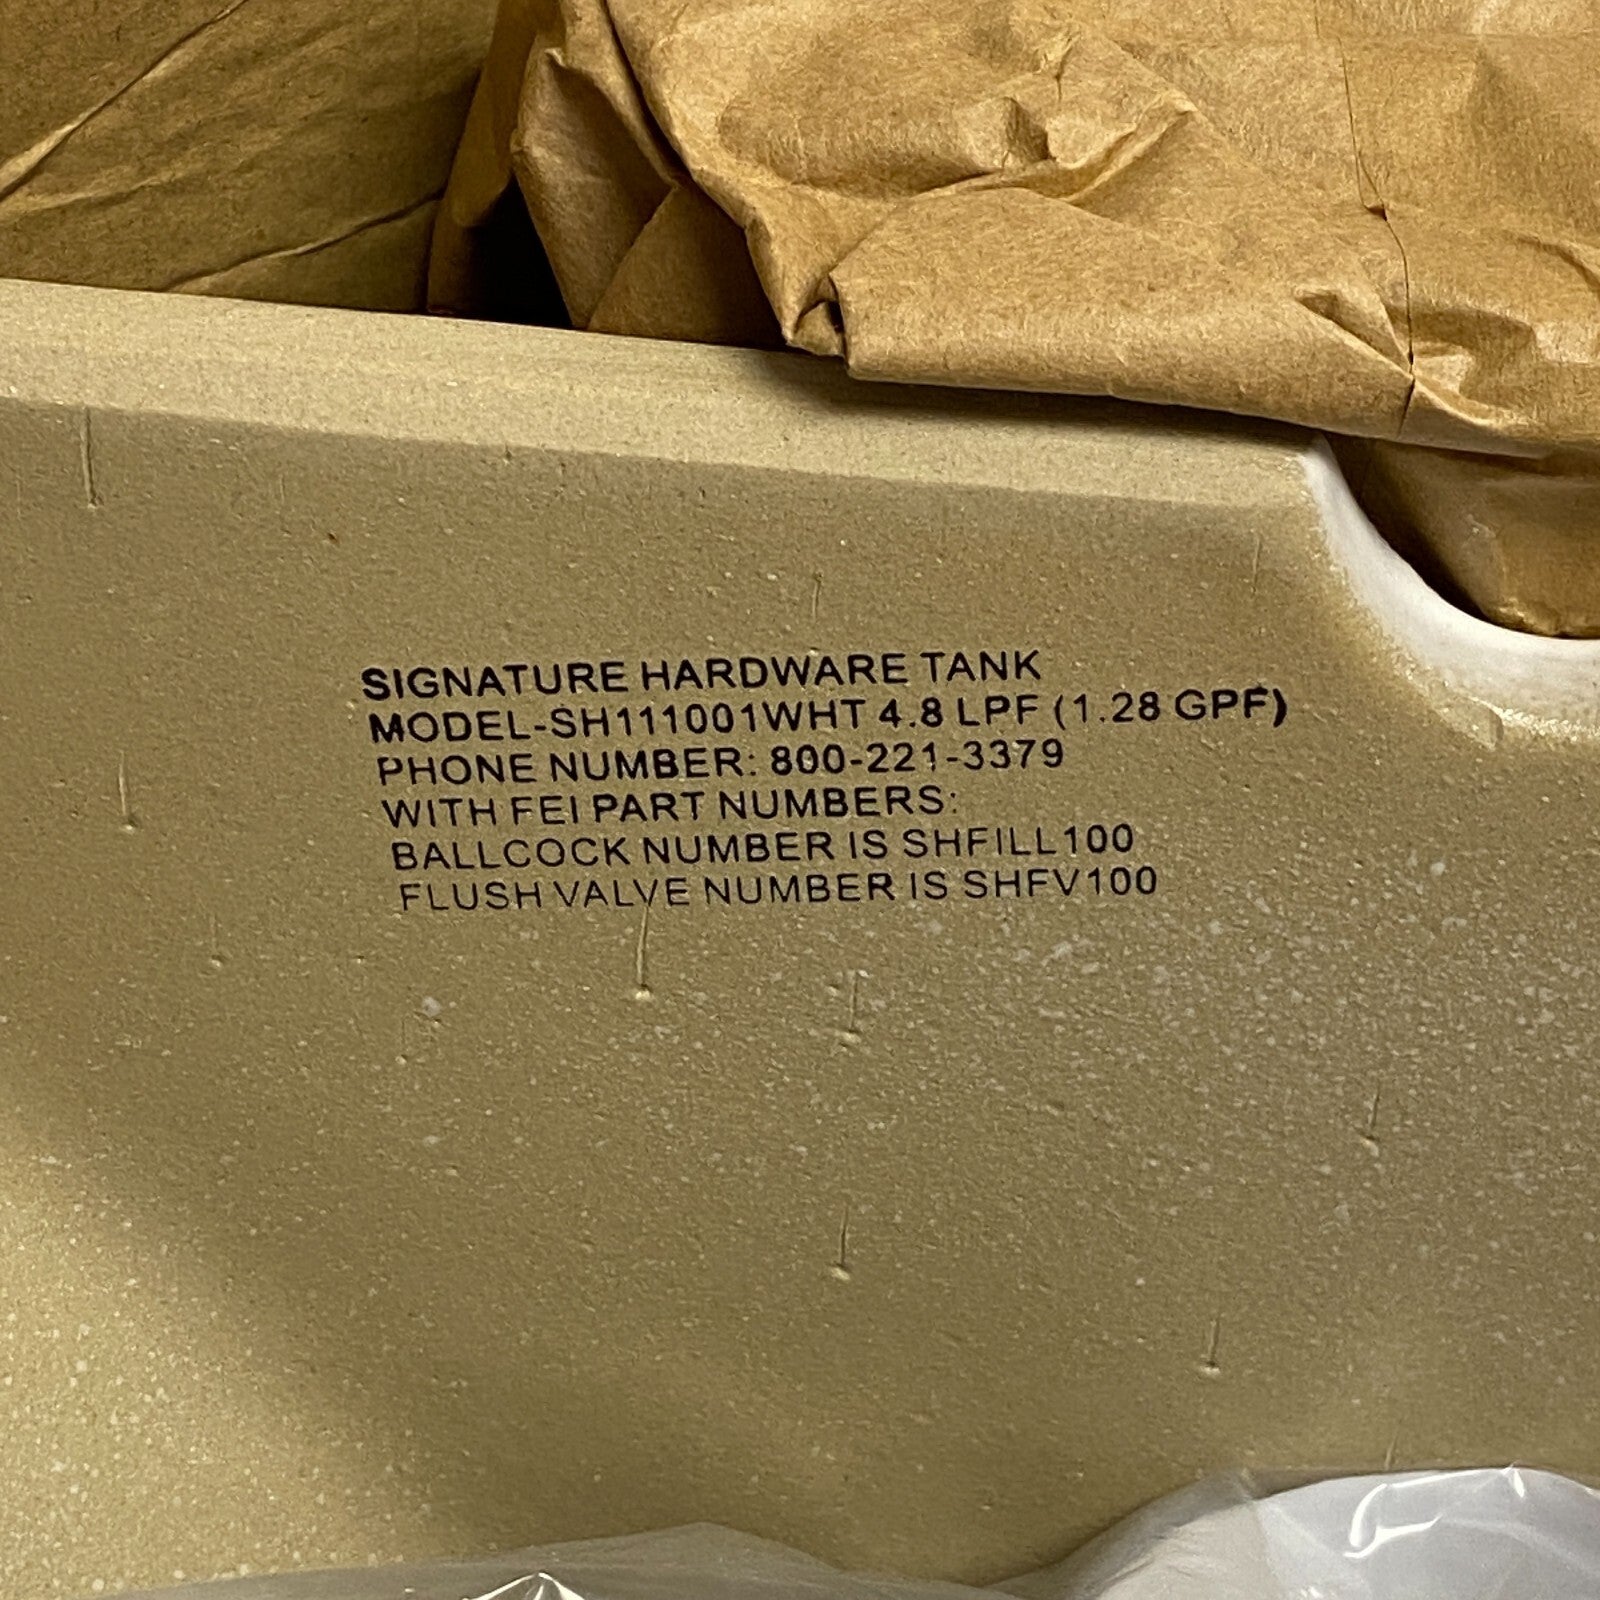 SIGNATURE HARDWARE TANK
MODEL-SH111001WHT 4.8 LPF (1.28 GPF)
PHONE NUMBER: 800-221-3379
WITH FEI PART NUMBERS:
BALLCOCK NUMBER IS SHFILL100
FLUSH VALVE NUMBER IS SHFV100